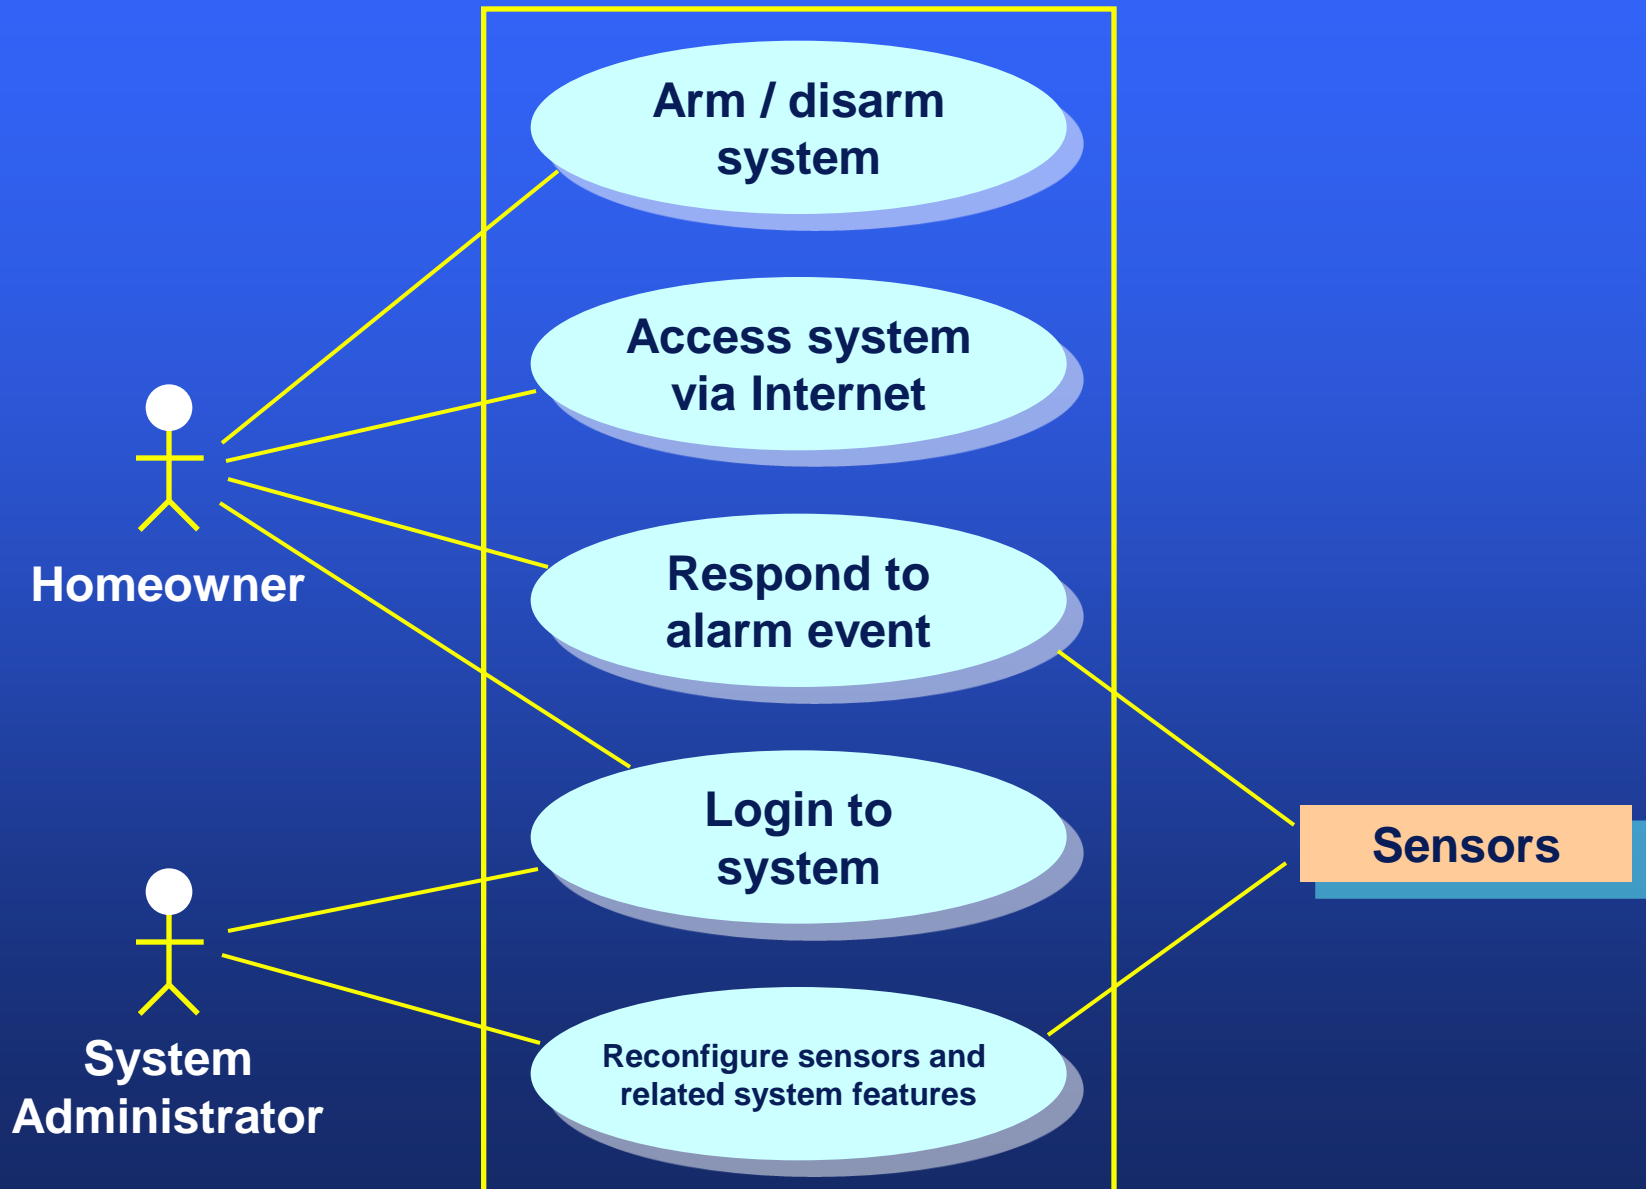 Arm / disarm
system
Access system
via Internet
Homeowner
Respond to
alarm event
Login to
system
Sensors
System
Administrator
Reconfigure sensors and
related system features